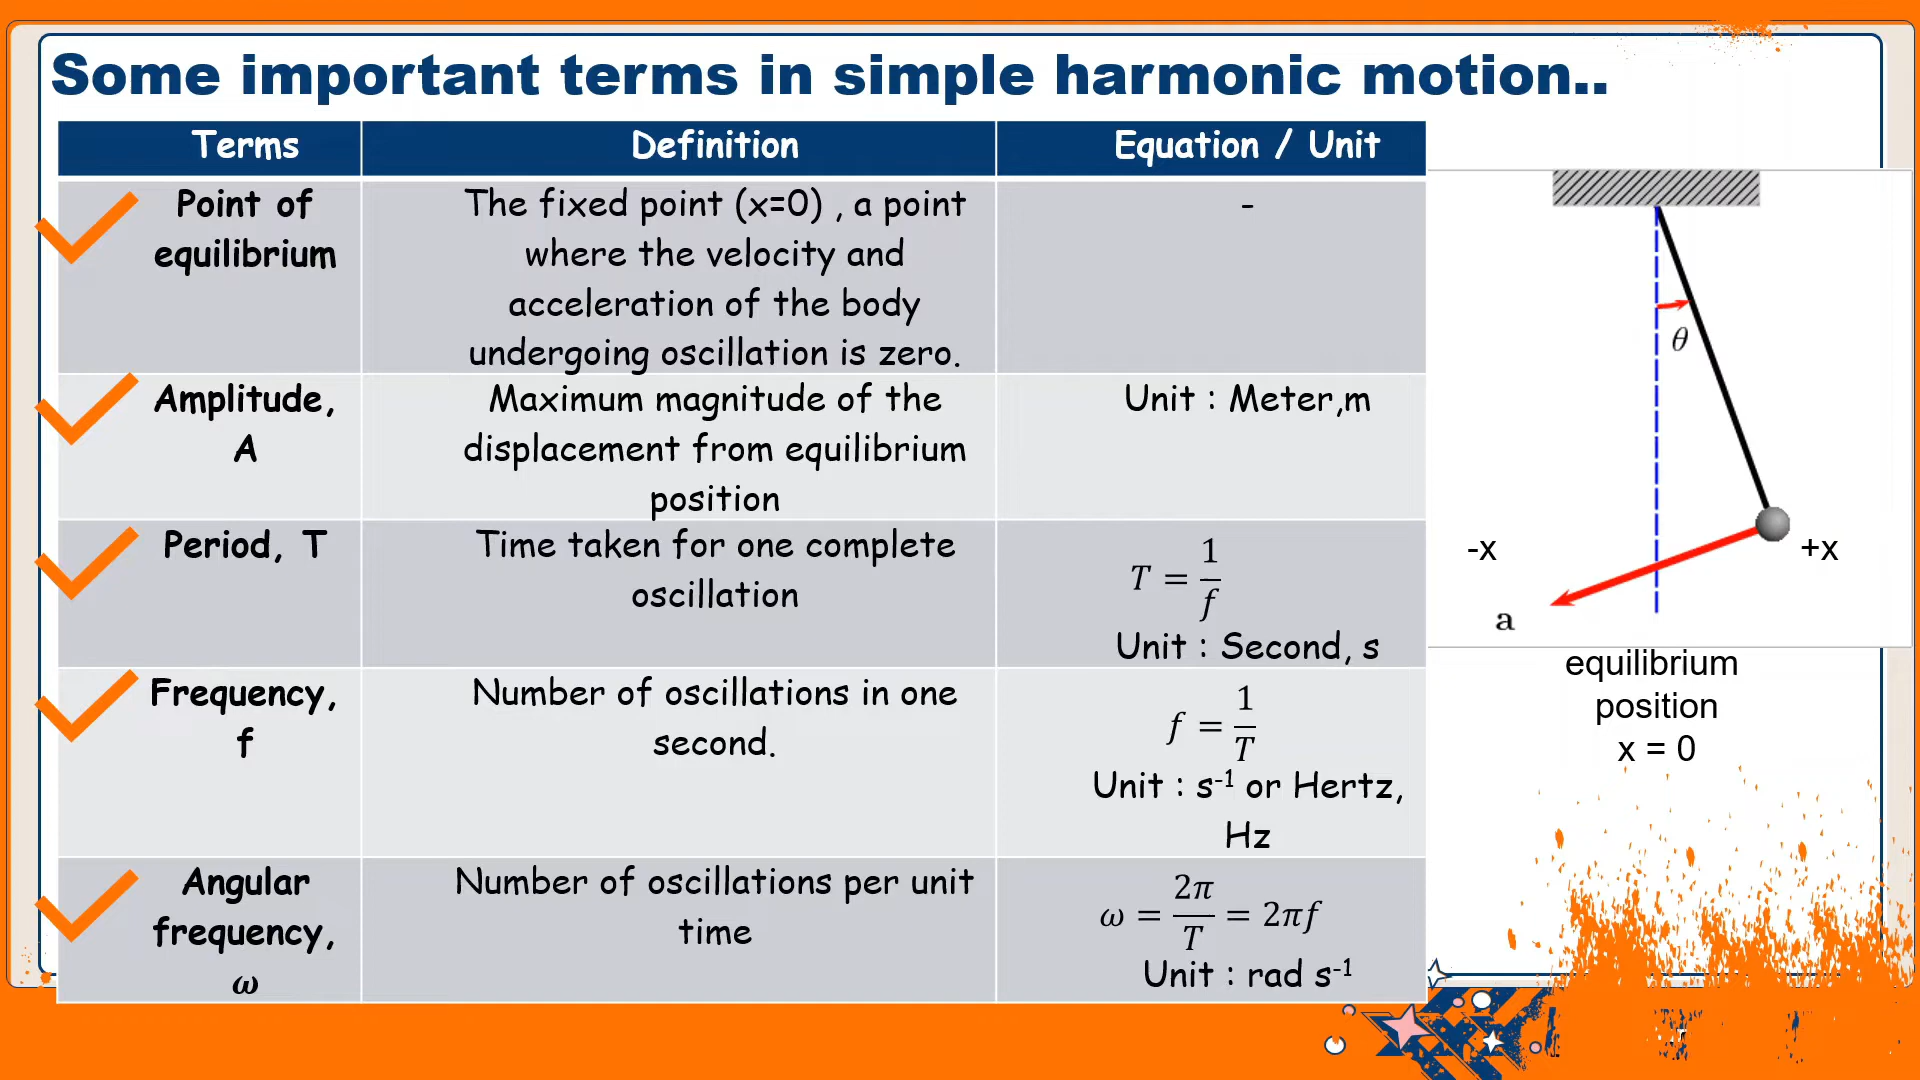 Some important terms in simple harmonic motion..
Terms
Definition
Equation / Unit
Point of
equilibrium
The fixed point (x=0) , a point
where the velocity and
acceleration of the body
undergoing oscillation is zero.
-
Amplitude,
A
Maximum magnitude of the
displacement from equilibrium
position
Unit : Meter,m
Period, T
Time taken for one complete
oscillation
T = 1/f
Unit : Second, s
Frequency,
f
Number of oscillations in one
second.
f = 1/T
Unit : s⁻¹ or Hertz,
Hz
Angular
frequency,
ω
Number of oscillations per unit
time
ω = 2π/T = 2πf
Unit : rad s⁻¹
θ
-x
+x
a
equilibrium
position
x = 0